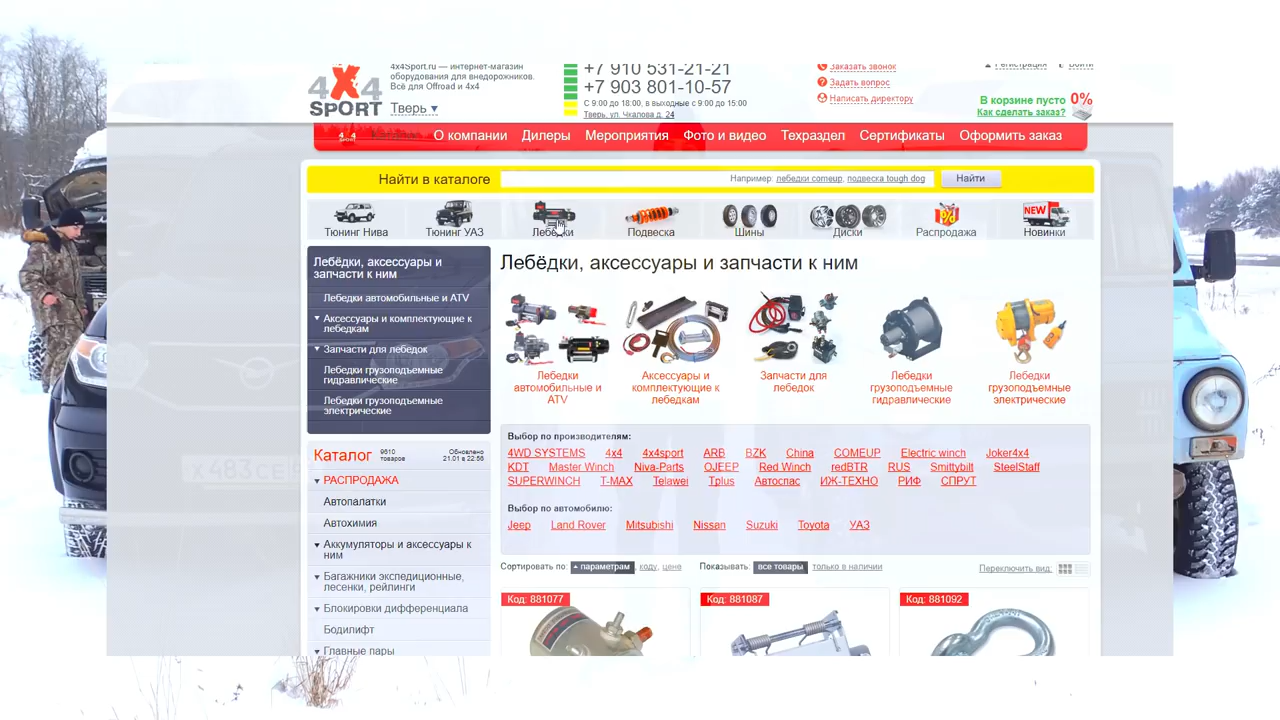 4x4 SPORT
4x4Sport.ru — интернет-магазин
оборудования для внедорожников.
Всё для Offroad и 4x4
Тверь
+7 910 531-21-21
+7 903 801-10-57
С 9:00 до 18:00, в выходные с 9:00 до 15:00
Тверь, ул. Чкалова д. 24
Заказать звонок
Задать вопрос
Написать директору
Регистрация
Войти
В корзине пусто
Как сделать заказ?
0%
О компании Дилеры Мероприятия Фото и видео Техраздел Сертификаты Оформить заказ
Найти в каталоге
Например: лебедки comeup, подвеска tough dog
Найти
Тюнинг Нива
Тюнинг УАЗ
Лебедки
Подвеска
Шины
Диски
Распродажа
NEW
Новинки
Лебёдки, аксессуары и
запчасти к ним
Лебедки автомобильные и ATV
Аксессуары и комплектующие к
лебедкам
Запчасти для лебедок
Лебедки грузоподъемные
гидравлические
Лебедки грузоподъемные
электрические
Каталог
9610
товаров
Обновлено
21.01 в 22:56
РАСПРОДАЖА
Автопалатки
Автохимия
Аккумуляторы и аксессуары к
ним
Багажники экспедиционные,
лесенки, рейлинги
Блокировки дифференциала
Бодилифт
Главные пары
Лебёдки, аксессуары и запчасти к ним
Лебедки
автомобильные и
ATV
Аксессуары и
комплектующие к
лебедкам
Запчасти для
лебедок
Лебедки
грузоподъемные
гидравлические
Лебедки
грузоподъемные
электрические
Выбор по производителям:
4WD SYSTEMS 4x4 4x4sport ARB BZK China COMEUP Electric winch Joker4x4
KDT Master Winch Niva-Parts OJEEP Red Winch redBTR RUS Smittybilt SteelStaff
SUPERWINCH T-MAX Telawei Tplus Автоспас ИЖ-ТЕХНО РИФ СПРУТ
Выбор по автомобилю:
Jeep Land Rover Mitsubishi Nissan Suzuki Toyota УАЗ
Сортировать по: параметрам, коду, цене
Показывать: все товары только в наличии
Переключить вид:
Код: 881077
Код: 881087
Код: 881092